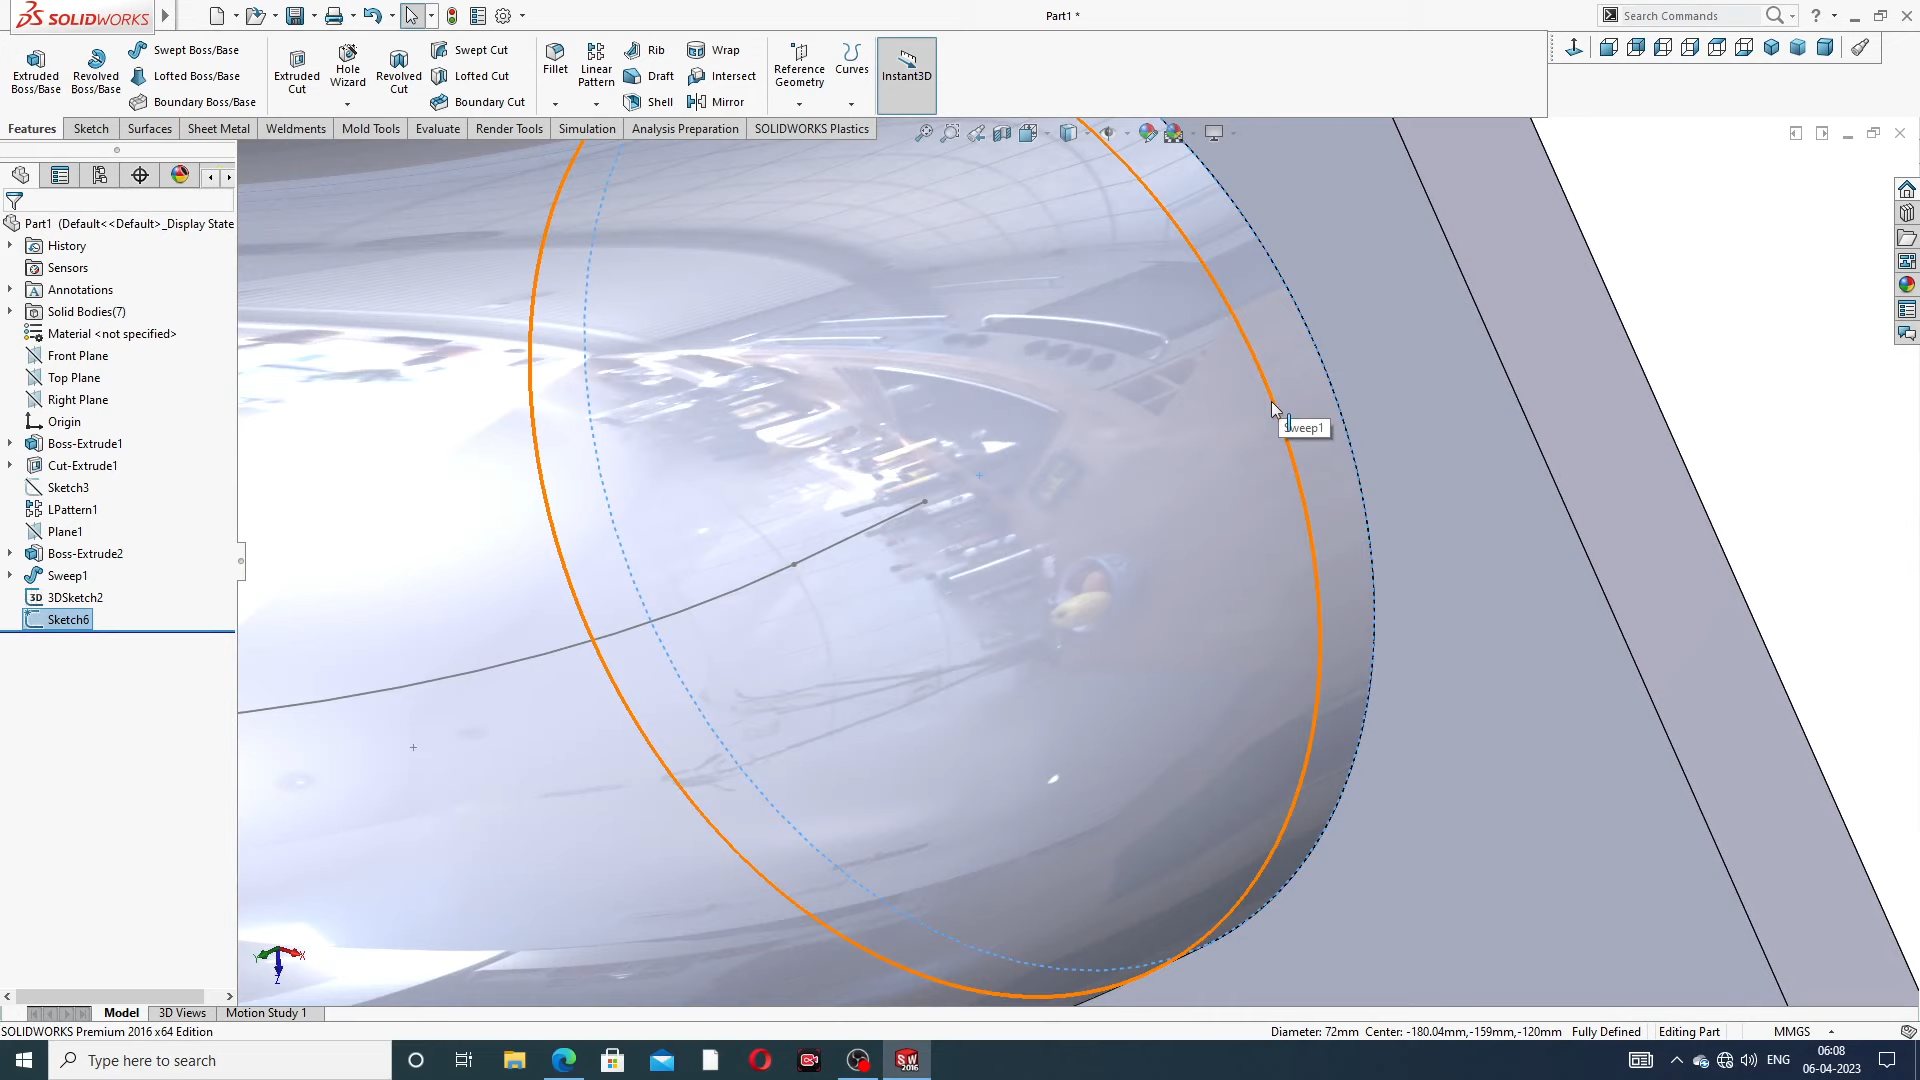 SOLIDWORKS
Part1 *
Search Commands
Extruded Boss/Base
Revolved Boss/Base
Swept Boss/Base
Lofted Boss/Base
Boundary Boss/Base
Extruded Cut
Hole Wizard
Revolved Cut
Swept Cut
Lofted Cut
Boundary Cut
Fillet
Linear Pattern
Rib
Draft
Shell
Wrap
Intersect
Mirror
Reference Geometry
Curves
Instant3D
Features
Sketch
Surfaces
Sheet Metal
Weldments
Mold Tools
Evaluate
Render Tools
Simulation
Analysis Preparation
SOLIDWORKS Plastics
Part1 (Default<<Default>_Display State
History
Sensors
Annotations
Solid Bodies(7)
Material <not specified>
Front Plane
Top Plane
Right Plane
Origin
Boss-Extrude1
Cut-Extrude1
Sketch3
LPattern1
Plane1
Boss-Extrude2
Sweep1
3D 3DSketch2
Sketch6
Sweep1
Y X
Z
Model
3D Views
Motion Study 1
SOLIDWORKS Premium 2016 x64 Edition
Diameter: 72mm Center: -180.04mm,-159mm,-120mm
Fully Defined
Editing Part
MMGS
Type here to search
SW 2016
ENG
06:08
06-04-2023